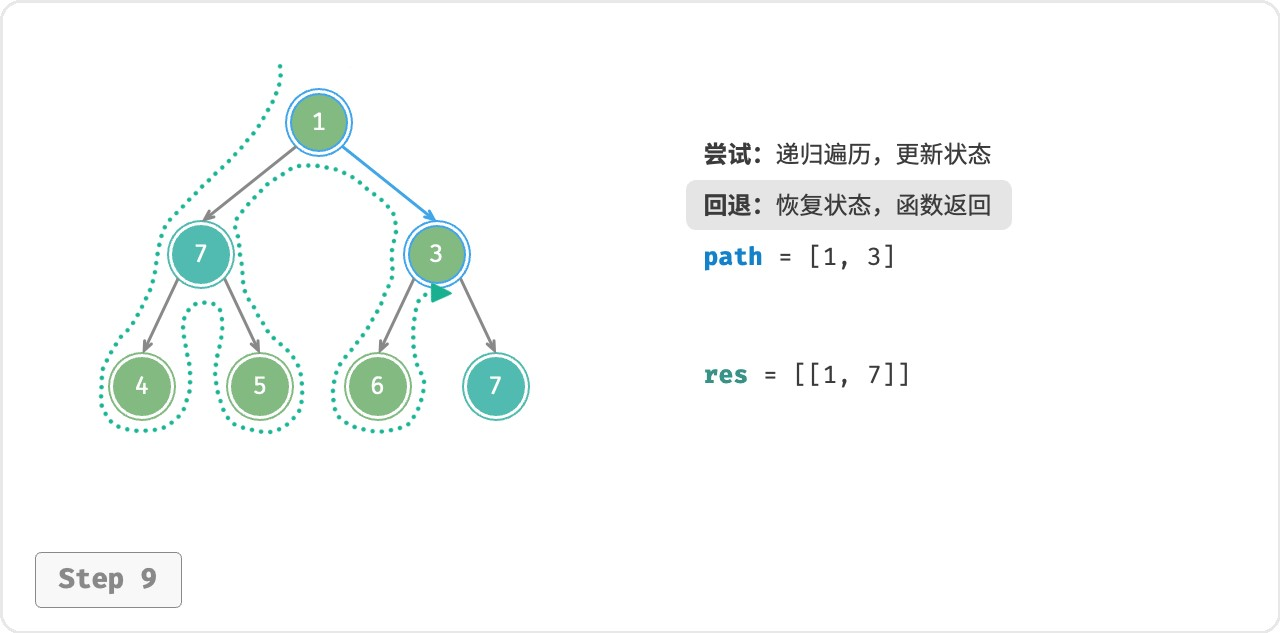 1
尝试：递归遍历，更新状态
回退：恢复状态，函数返回
7
3
path = [1, 3]
4
5
6
7
res = [[1, 7]]
Step 9